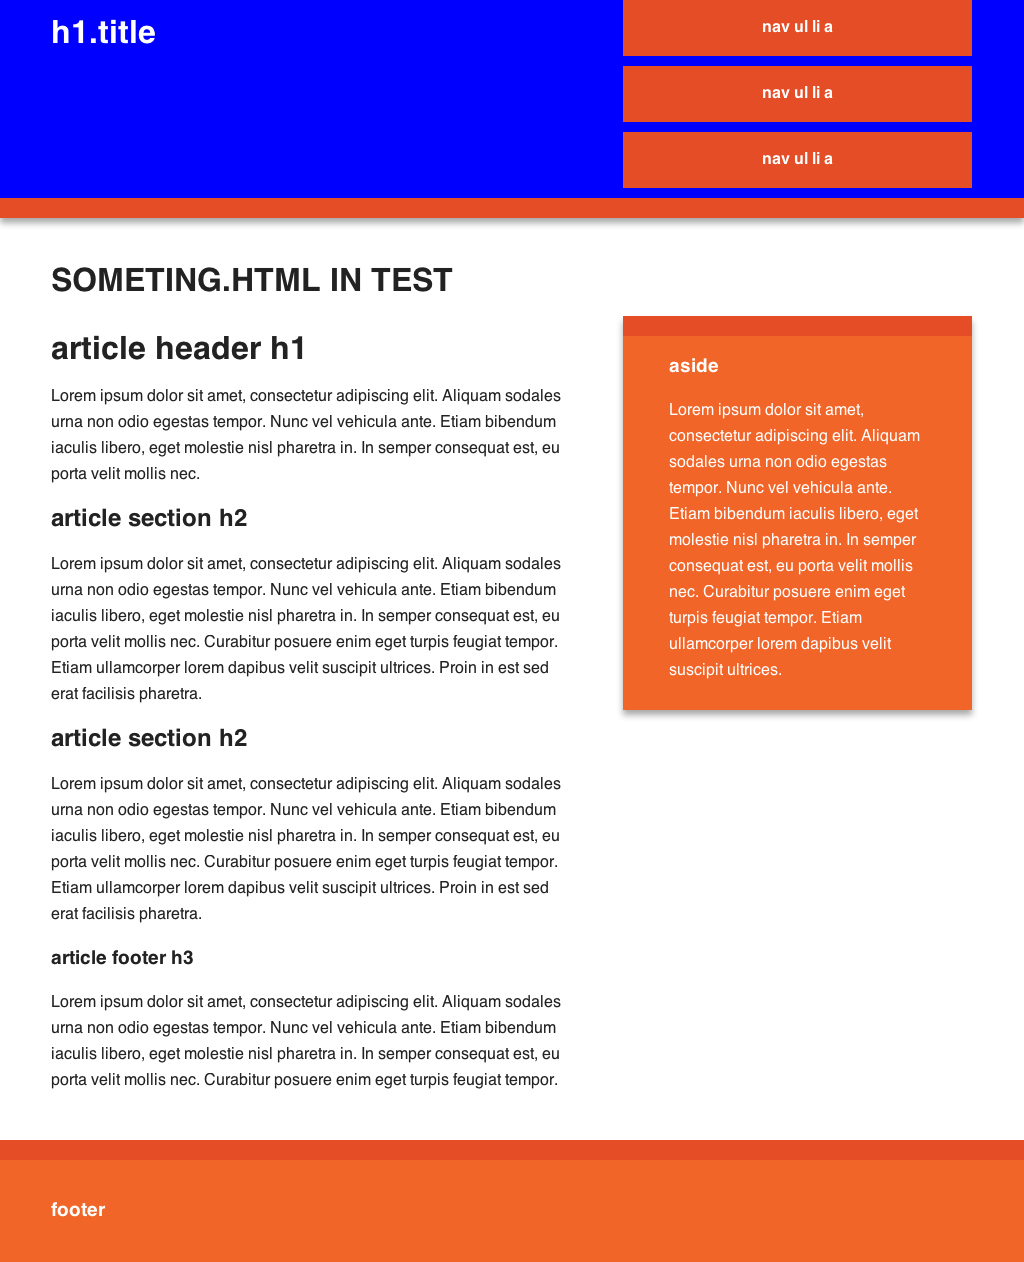 h1.title
nav ul li a
nav ul li a
nav ul li a
SOMETING.HTML IN TEST
article header h1
Lorem ipsum dolor sit amet, consectetur adipiscing elit. Aliquam sodales
urna non odio egestas tempor. Nunc vel vehicula ante. Etiam bibendum
iaculis libero, eget molestie nisl pharetra in. In semper consequat est, eu
porta velit mollis nec.
article section h2
Lorem ipsum dolor sit amet, consectetur adipiscing elit. Aliquam sodales
urna non odio egestas tempor. Nunc vel vehicula ante. Etiam bibendum
iaculis libero, eget molestie nisl pharetra in. In semper consequat est, eu
porta velit mollis nec. Curabitur posuere enim eget turpis feugiat tempor.
Etiam ullamcorper lorem dapibus velit suscipit ultrices. Proin in est sed
erat facilisis pharetra.
article section h2
Lorem ipsum dolor sit amet, consectetur adipiscing elit. Aliquam sodales
urna non odio egestas tempor. Nunc vel vehicula ante. Etiam bibendum
iaculis libero, eget molestie nisl pharetra in. In semper consequat est, eu
porta velit mollis nec. Curabitur posuere enim eget turpis feugiat tempor.
Etiam ullamcorper lorem dapibus velit suscipit ultrices. Proin in est sed
erat facilisis pharetra.
article footer h3
Lorem ipsum dolor sit amet, consectetur adipiscing elit. Aliquam sodales
urna non odio egestas tempor. Nunc vel vehicula ante. Etiam bibendum
iaculis libero, eget molestie nisl pharetra in. In semper consequat est, eu
porta velit mollis nec. Curabitur posuere enim eget turpis feugiat tempor.
aside
Lorem ipsum dolor sit amet,
consectetur adipiscing elit. Aliquam
sodales urna non odio egestas
tempor. Nunc vel vehicula ante.
Etiam bibendum iaculis libero, eget
molestie nisl pharetra in. In semper
consequat est, eu porta velit mollis
nec. Curabitur posuere enim eget
turpis feugiat tempor. Etiam
ullamcorper lorem dapibus velit
suscipit ultrices.
footer